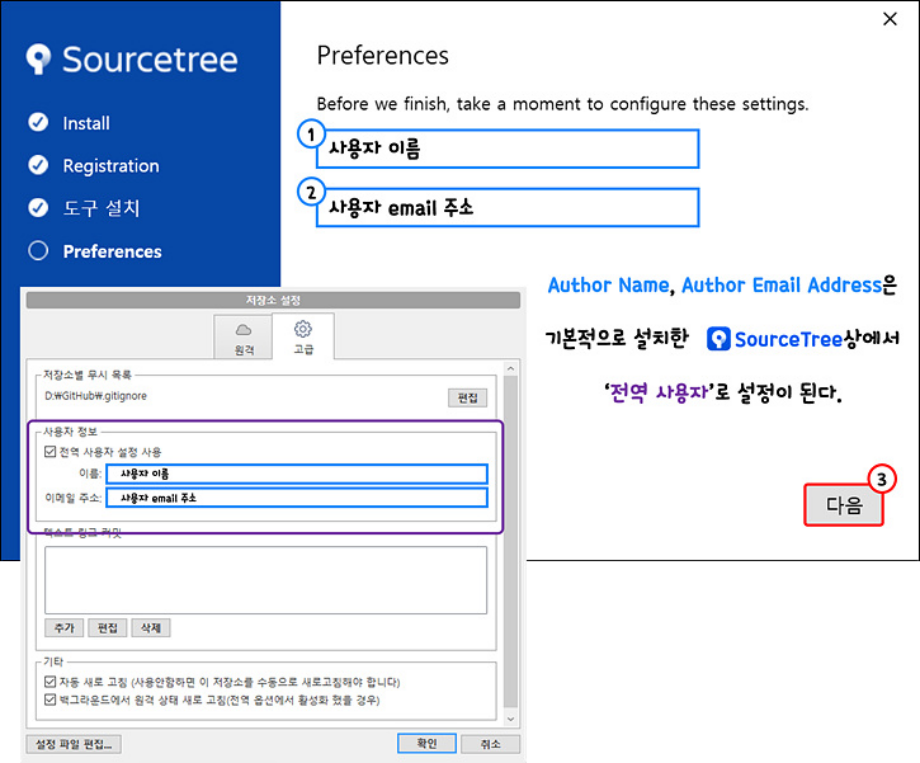 Sourcetree
Install
Registration
도구 설치
Preferences
Preferences
Before we finish, take a moment to configure these settings.
1
사용자 이름
2
사용자 email 주소
Author Name, Author Email Address은
기본적으로 설치한 SourceTree상에서
‘전역 사용자’로 설정이 된다.
3
다음
저장소 설정
원격
고급
저장소별 무시 목록
D:₩GitHub₩.gitignore
편집
사용자 정보
전역 사용자 설정 사용
이름: 사용자 이름
이메일 주소: 사용자 email 주소
텍스트 링크 러밋
추가 편집 삭제
기타
자동 새로 고침 (사용안함하면 이 저장소를 수동으로 새로고침해야 합니다)
백그라운드에서 원격 상태 새로 고침(전역 옵션에서 활성화 했을 경우)
설정 파일 편집...
확인
취소